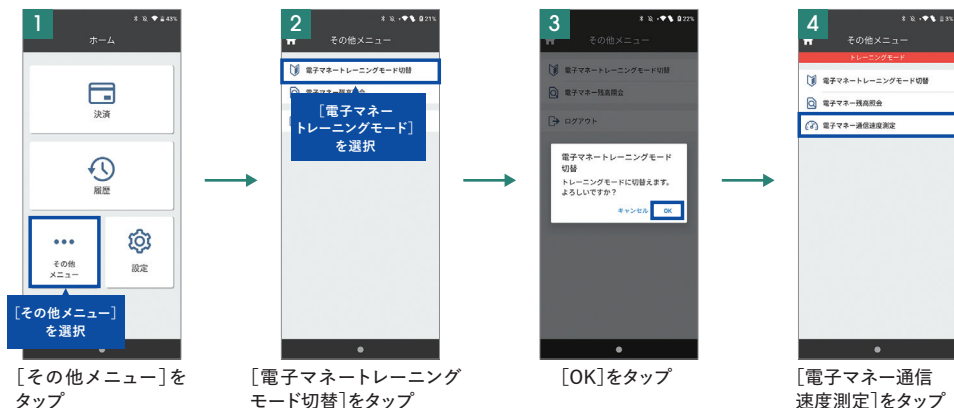 1
43%
ホーム
決済
履歴
その他
メニュー
設定
[その他メニュー]
を選択
[その他メニュー]を
タップ
2
21%
その他メニュー
電子マネートレーニングモード切替
電子マネー残高照会
[電子マネー
トレーニングモード]
を選択
[電子マネートレーニング
モード切替]をタップ
3
22%
その他メニュー
電子マネートレーニングモード切替
電子マネー残高照会
ログアウト
電子マネートレーニングモード
切替
トレーニングモードに切替えます。
よろしいですか？
キャンセル
OK
[OK]をタップ
4
その他メニュー
トレーニングモード
電子マネートレーニングモード切替
電子マネー残高照会
電子マネー通信速度測定
[電子マネー通信
速度測定]をタップ